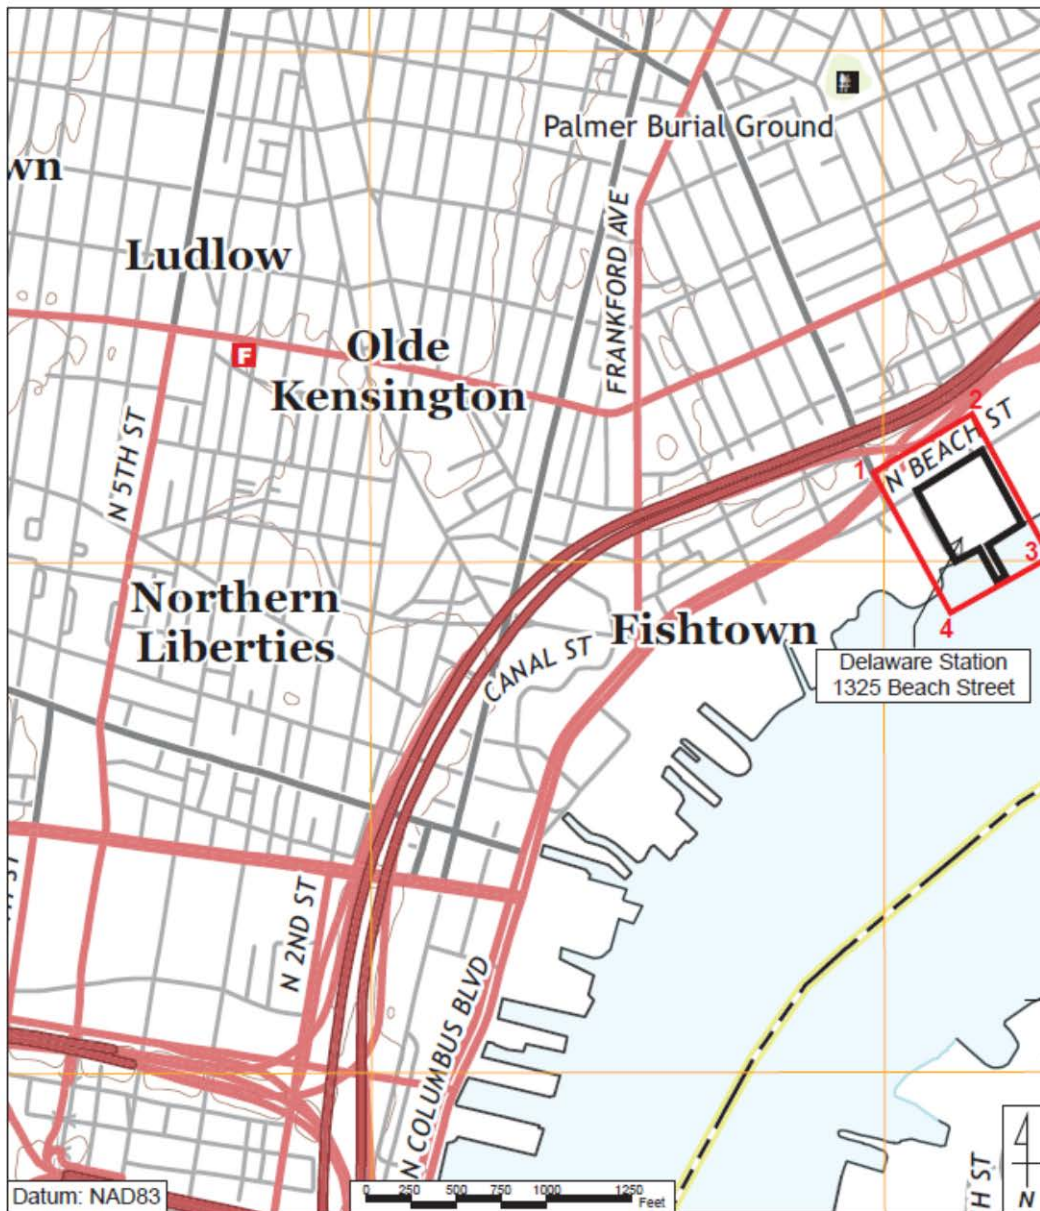 Palmer Burial Ground
wn
Ludlow
FRANKFORD AVE
Olde
Kensington
F
N 5TH ST
2
N BEACH ST
1
3
4
Northern
Liberties
Fishtown
CANAL ST
Delaware Station
1325 Beach Street
N 2ND ST
N COLUMBUS BLVD
H ST
N
Datum: NAD83
0 250 500 750 1000 1250
Feet